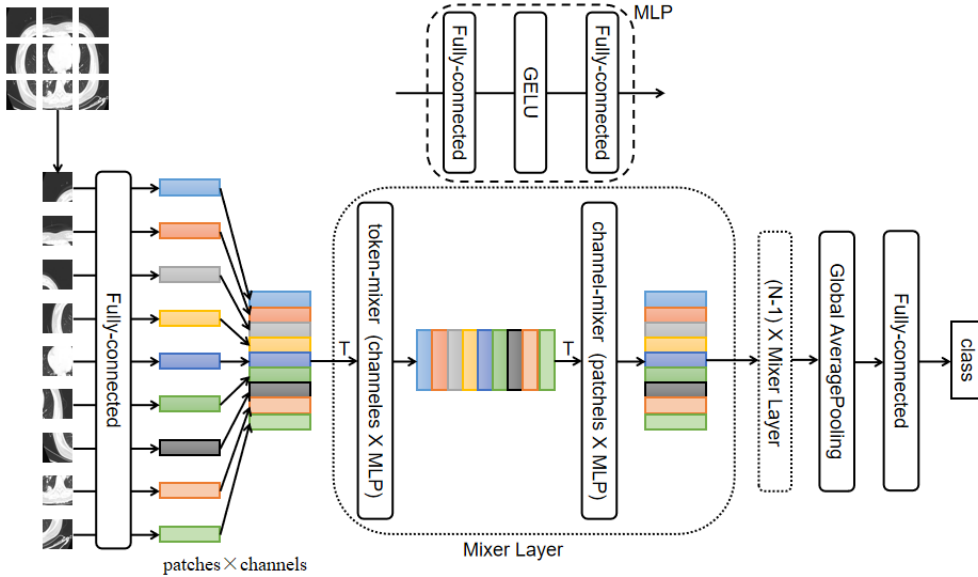 MLP
Fully-connected
GELU
Fully-connected
Fully-connected
patches×channels
T
token-mixer (channeles X MLP)
T
channel-mixer (patchels X MLP)
Mixer Layer
(N-1) X Mixer Layer
Global AveragePooling
Fully-connected
class